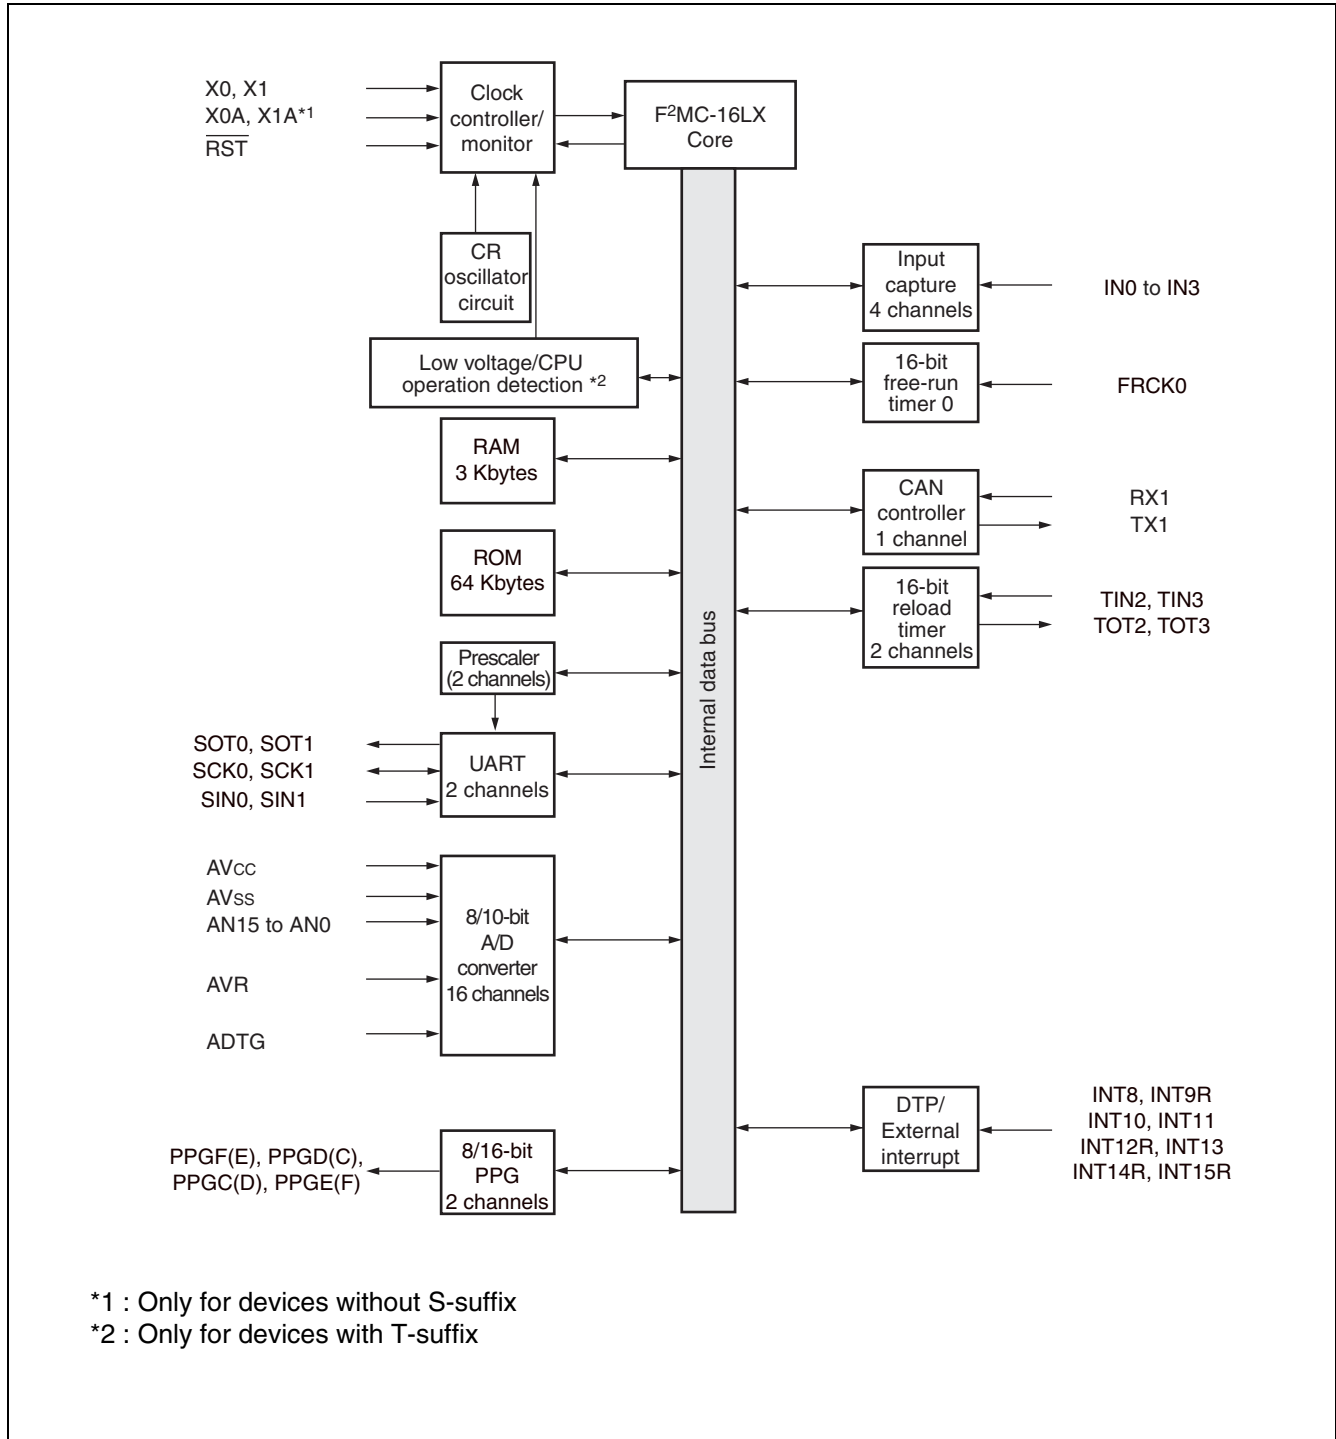 X0, X1
X0A, X1A*1
RST
Clock
controller/
monitor
F2MC-16LX
Core
CR
oscillator
circuit
Low voltage/CPU
operation detection *2
RAM
3 Kbytes
ROM
64 Kbytes
Prescaler
(2 channels)
SOT0, SOT1
SCK0, SCK1
SIN0, SIN1
UART
2 channels
AVCC
AVSS
AN15 to AN0
AVR
ADTG
8/10-bit
A/D
converter
16 channels
PPGF(E), PPGD(C),
PPGC(D), PPGE(F)
8/16-bit
PPG
2 channels
Internal data bus
Input
capture
4 channels
IN0 to IN3
16-bit
free-run
timer 0
FRCK0
CAN
controller
1 channel
RX1
TX1
16-bit
reload
timer
2 channels
TIN2, TIN3
TOT2, TOT3
DTP/
External
interrupt
INT8, INT9R
INT10, INT11
INT12R, INT13
INT14R, INT15R
*1 : Only for devices without S-suffix
*2 : Only for devices with T-suffix